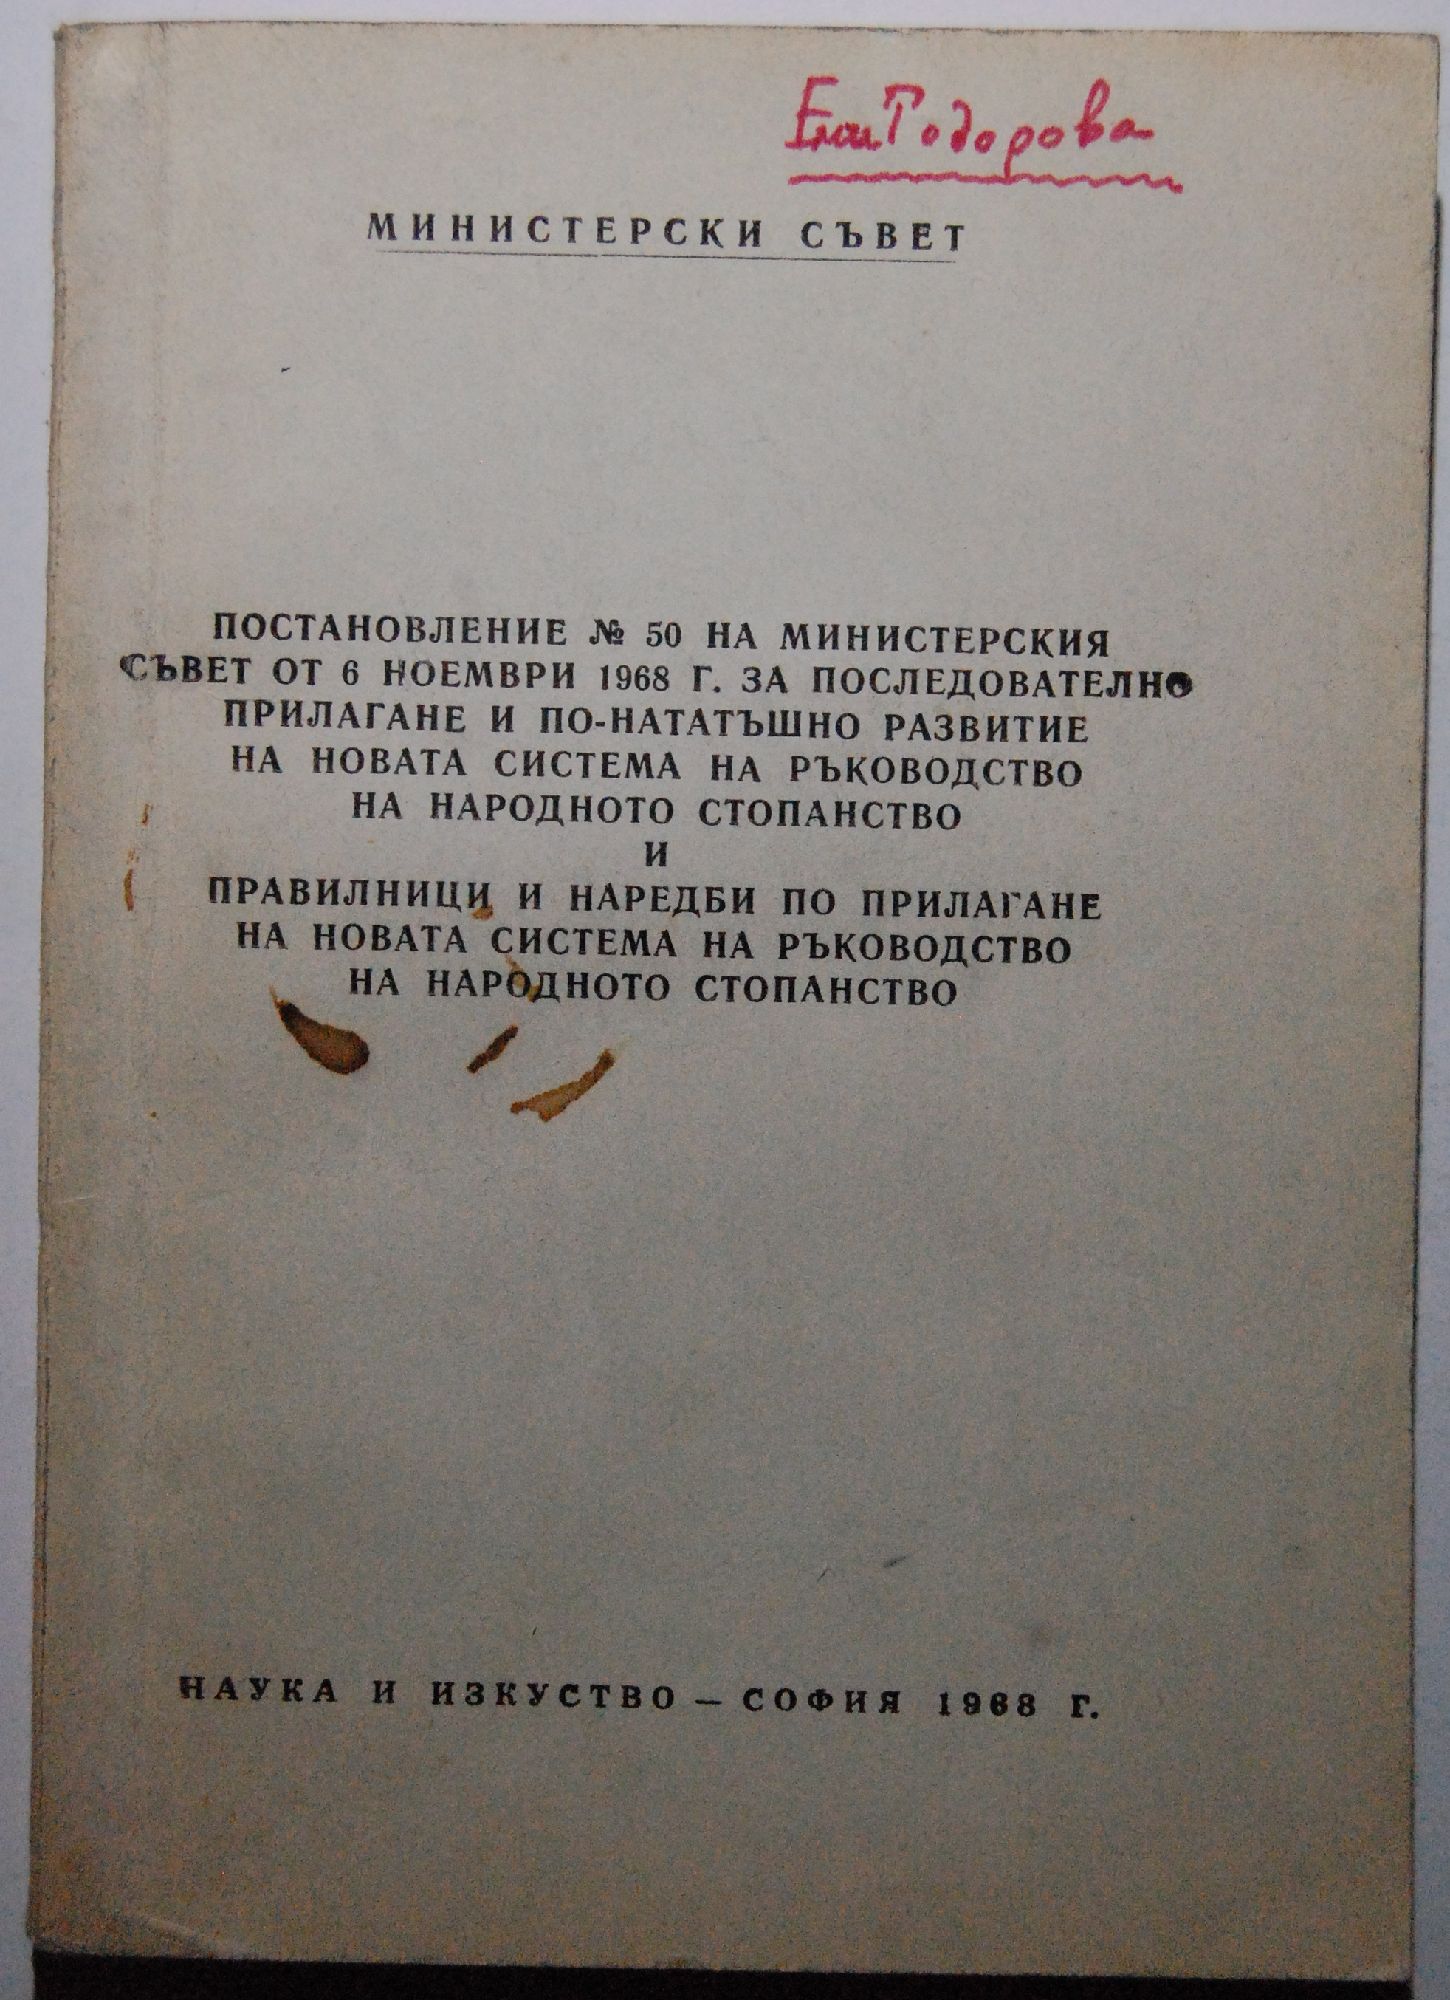 Тодорова
МИНИСТЕРСКИ СЪВЕТ
ПОСТАНОВЛЕНИЕ № 50 НА МИНИСТЕРСКИЯ
СЪВЕТ ОТ 6 НОЕМВРИ 1968 Г. ЗА ПОСЛЕДОВАТЕЛНО
ПРИЛАГАНЕ И ПО-НАТАТЪШНО РАЗВИТИЕ
НА НОВАТА СИСТЕМА НА РЪКОВОДСТВО
НА НАРОДНОТО СТОПАНСТВО
И
ПРАВИЛНИЦИ И НАРЕДБИ ПО ПРИЛАГАНЕ
НА НОВАТА СИСТЕМА НА РЪКОВОДСТВО
НА НАРОДНОТО СТОПАНСТВО
НАУКА И ИЗКУСТВО – СОФИЯ 1968 Г.